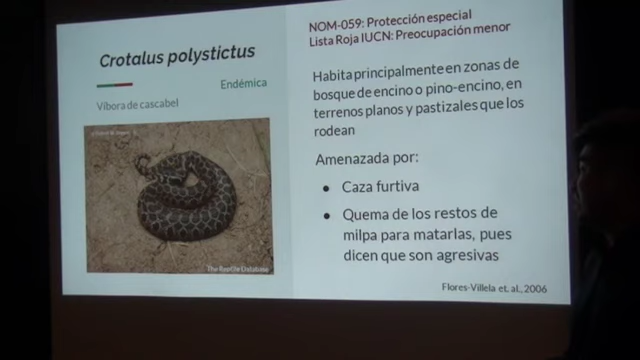 Crotalus polystictus
Endémica
Víbora de cascabel
The Reptile Database
NOM-059: Protección especial
Lista Roja IUCN: Preocupación menor
Habita principalmente en zonas de
bosque de encino o pino-encino, en
terrenos planos y pastizales que los
rodean
Amenazada por:
● Caza furtiva
● Quema de los restos de
milpa para matarlas, pues
dicen que son agresivas
Flores-Villela et. al., 2006